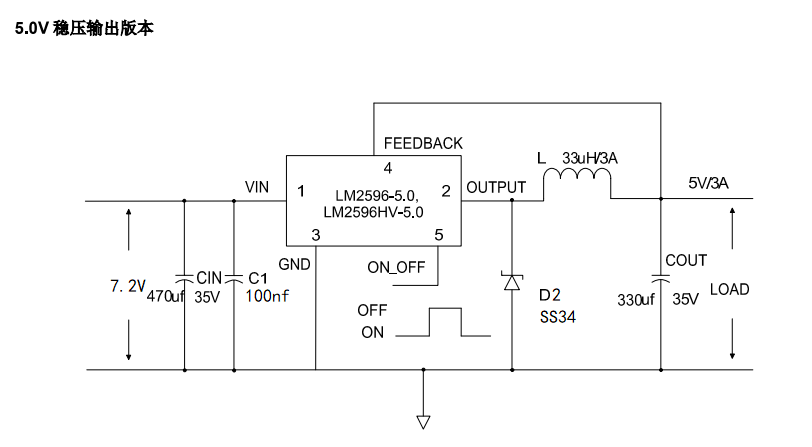 5.0V 稳压输出版本
FEEDBACK
4
L 33uH/3A
VIN
1
LM2596-5.0,
LM2596HV-5.0
2
OUTPUT
5V/3A
3
5
GND
ON_OFF
COUT
7.2V
470uf
CIN
35V
C1
100nf
D2
SS34
330uf
35V
LOAD
OFF
ON